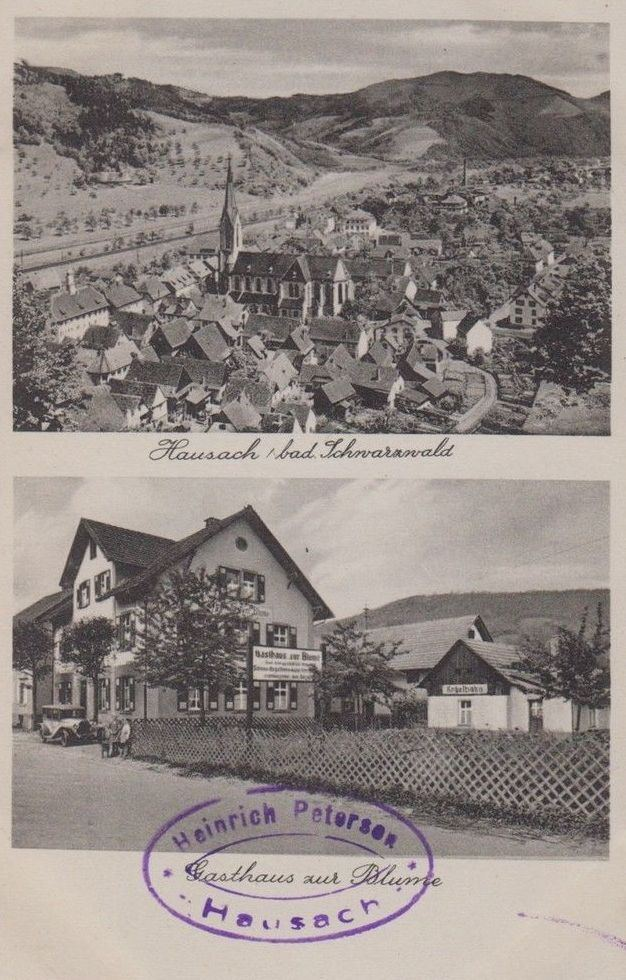 Hausach / bad. Schwarzwald
Gasthaus zur Blume
Kegelbahn
Heinrich Petersen
Gasthaus zur Blume
Hausach